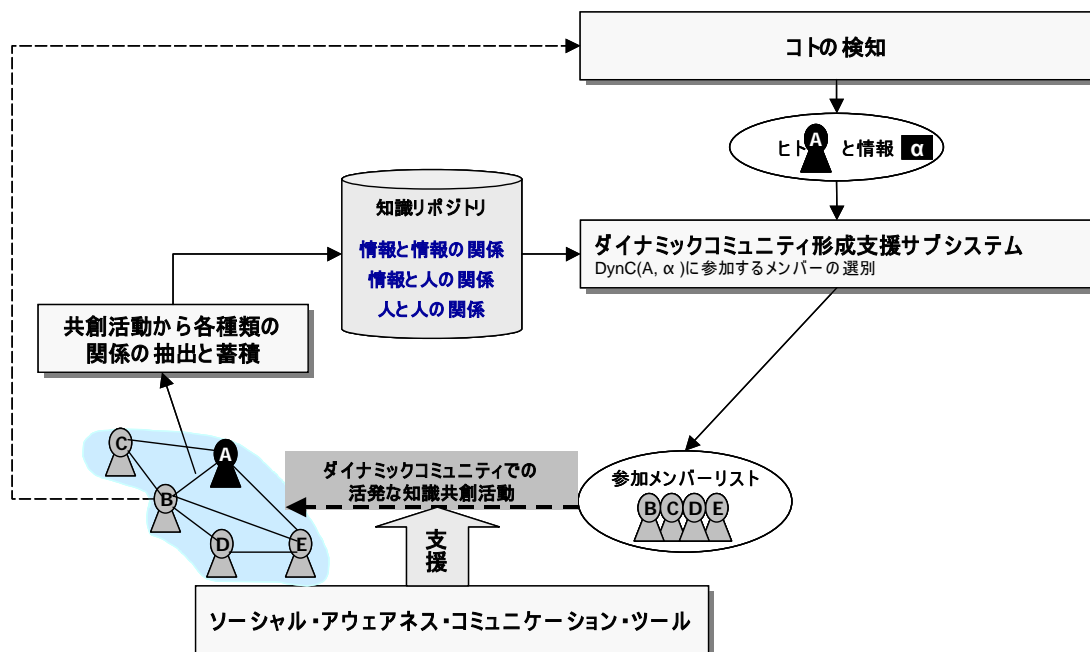 コトの検知
ヒト A と情報 α
知識リポジトリ
情報と情報の関係
情報と人の関係
人と人の関係
ダイナミックコミュニティ形成支援サブシステム
DynC(A, α)に参加するメンバーの選別
共創活動から各種類の
関係の抽出と蓄積
C
A
B
D
E
ダイナミックコミュニティでの
活発な知識共創活動
参加メンバーリスト
B C D E
支
援
ソーシャル・アウェアネス・コミュニケーション・ツール